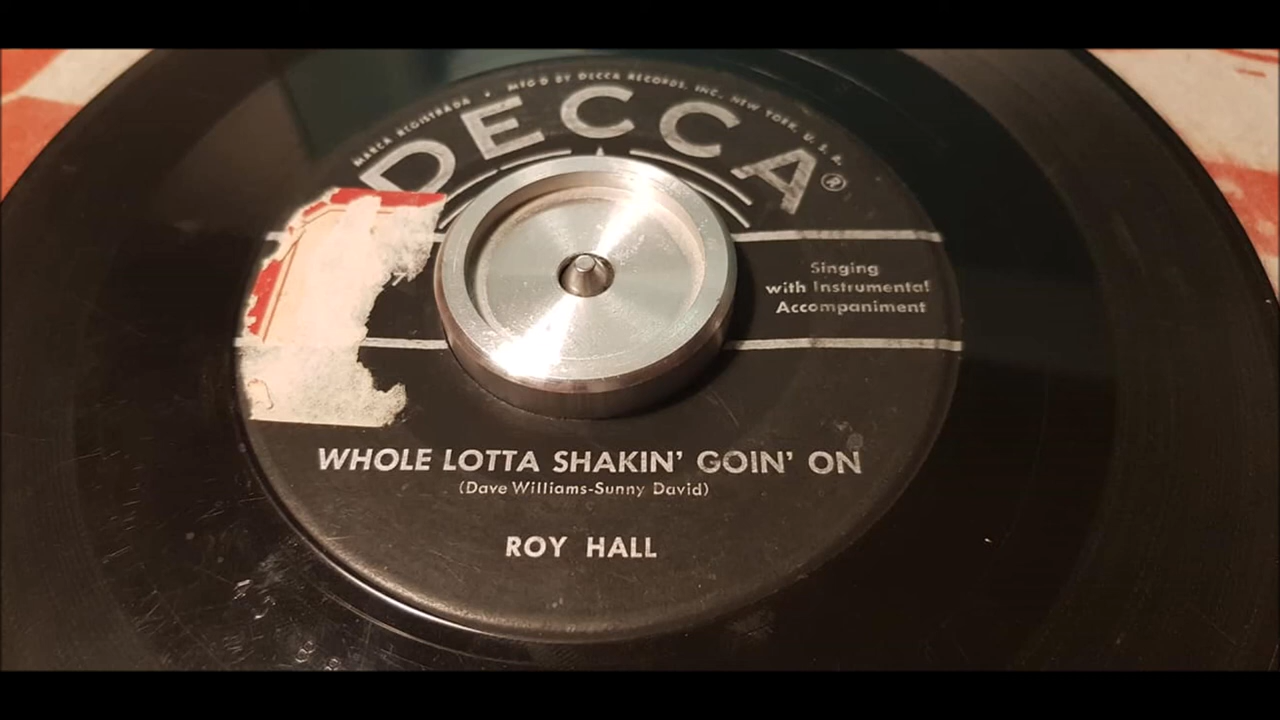 MARCA REGISTRADA • MFG'D BY DECCA RECORDS, INC., NEW YORK, U.S.A.
DECCA®
Singing
with Instrumental
Accompaniment
WHOLE LOTTA SHAKIN' GOIN' ON
(Dave Williams-Sunny David)
ROY HALL